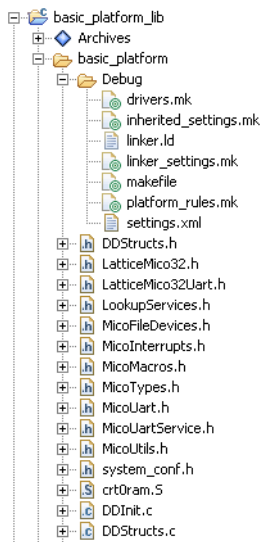 basic_platform_lib
Archives
basic_platform
Debug
drivers.mk
inherited_settings.mk
linker.ld
linker_settings.mk
makefile
platform_rules.mk
settings.xml
DDStructs.h
LatticeMico32.h
LatticeMico32Uart.h
LookupServices.h
MicoFileDevices.h
MicoInterrupts.h
MicoMacros.h
MicoTypes.h
MicoUart.h
MicoUartService.h
MicoUtils.h
system_conf.h
crt0ram.S
DDInit.c
DDStructs.c